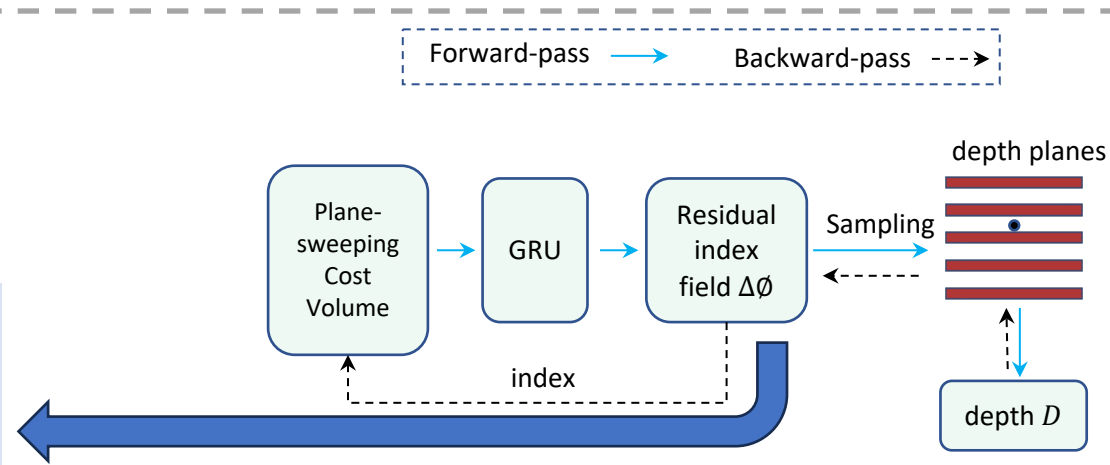 Forward-pass
Backward-pass
depth planes
Plane-
sweeping
Cost
Volume
GRU
Residual
index
field ΔØ
Sampling
index
depth D